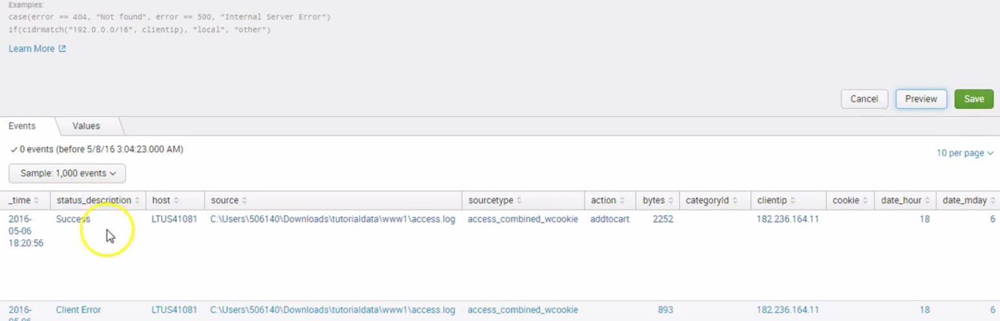 Examples:
case(error == 404, "Not found", error == 500, "Internal Server Error")
if(cidrmatch("192.0.0.0/16", clientip), "local", "other")
Learn More
Cancel Preview Save
Events Values
0 events (before 5/8/16 3:04:23.000 AM)
10 per page
Sample: 1,000 events
_time status_description host source sourcetype action bytes categoryId clientip cookie date_hour date_mday
2016- Success LTUS41081 C:\Users\506140\Downloads\tutorialdata\www1\access.log access_combined_wcookie addtocart 2252 182.236.164.11 18 6
05-06
18:20:56
2016- Client Error LTUS41081 C:\Users\506140\Downloads\tutorialdata\www1\access.log access_combined_wcookie 893 182.236.164.11 18 6
05-06